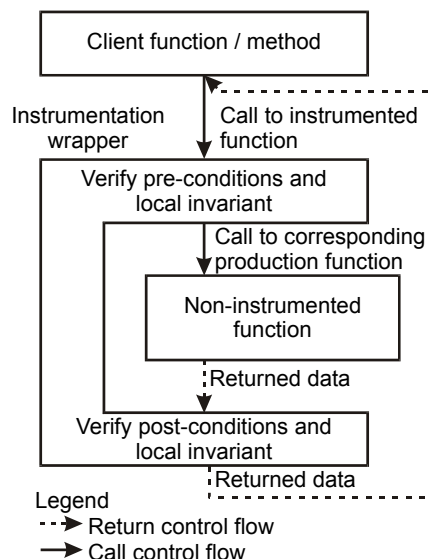 Client function / method
Instrumentation
wrapper
Call to instrumented
function
Verify pre-conditions and
local invariant
Call to corresponding
production function
Non-instrumented
function
Returned data
Verify post-conditions and
local invariant
Returned data
Legend
Return control flow
Call control flow